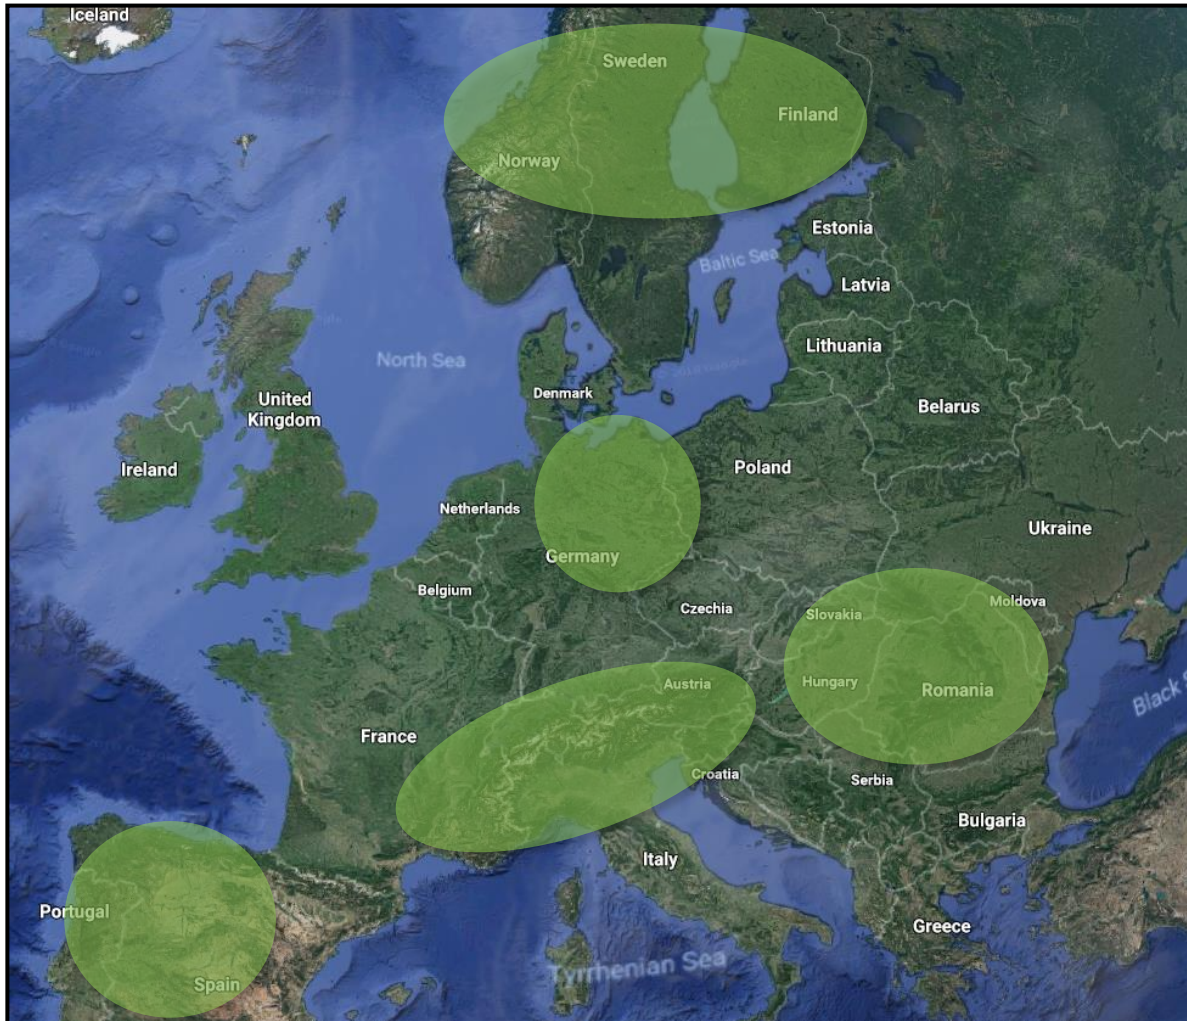 Iceland
Sweden
Finland
Norway
Estonia
Baltic Sea
Latvia
Lithuania
North Sea
Denmark
United
Kingdom
Belarus
Ireland
Poland
Netherlands
Ukraine
Germany
Belgium
Czechia
Slovakia
Moldova
Austria
Hungary
Romania
Black S
France
Croatia
Serbia
Bulgaria
Italy
Portugal
Greece
Tyrrhenian Sea
Spain